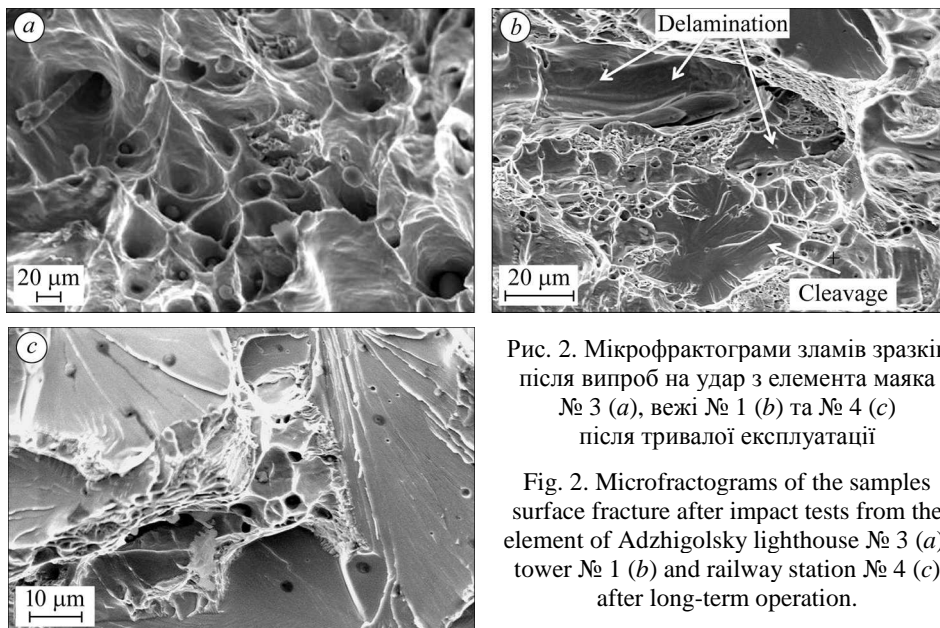 a
b
Delamination
20 μm
20 μm
Cleavage
c
10 μm
Рис. 2. Мікрофрактограми зламів зразків
після випроб на удар з елемента маяка
№ 3 (a), вежі № 1 (b) та № 4 (c)
після тривалої експлуатації
Fig. 2. Microfractograms of the samples
surface fracture after impact tests from the
element of Adzhigolsky lighthouse № 3 (a)
tower № 1 (b) and railway station № 4 (c)
after long-term operation.